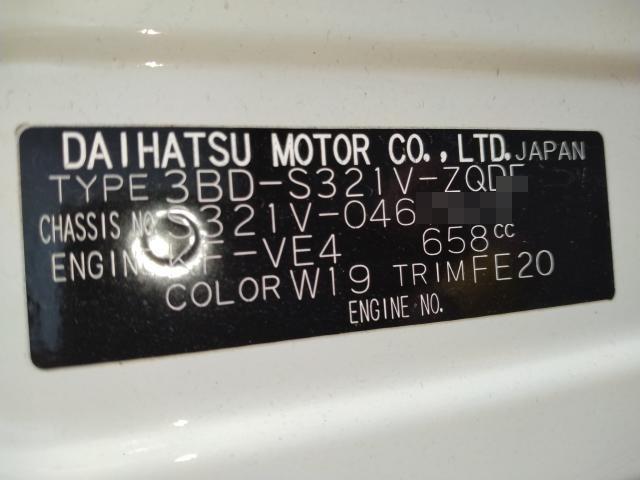 DAIHATSU MOTOR CO.,LTD. JAPAN
TYPE 3BD-S321V-ZQD
CHASSIS NO. S321V-046
ENGINE KF-VE4 658cc
COLOR W19 TRIM FE20
ENGINE NO.